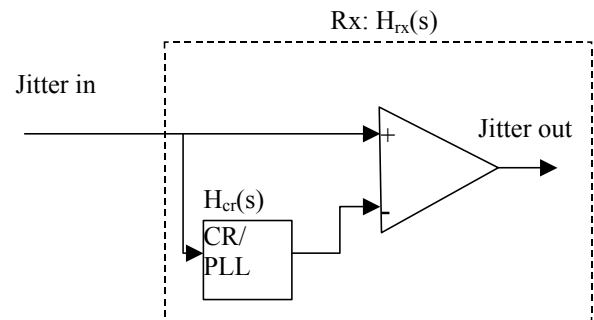 Rx: Hrx(s)
Jitter in
+
Jitter out
-
Hcr(s)
CR/
PLL